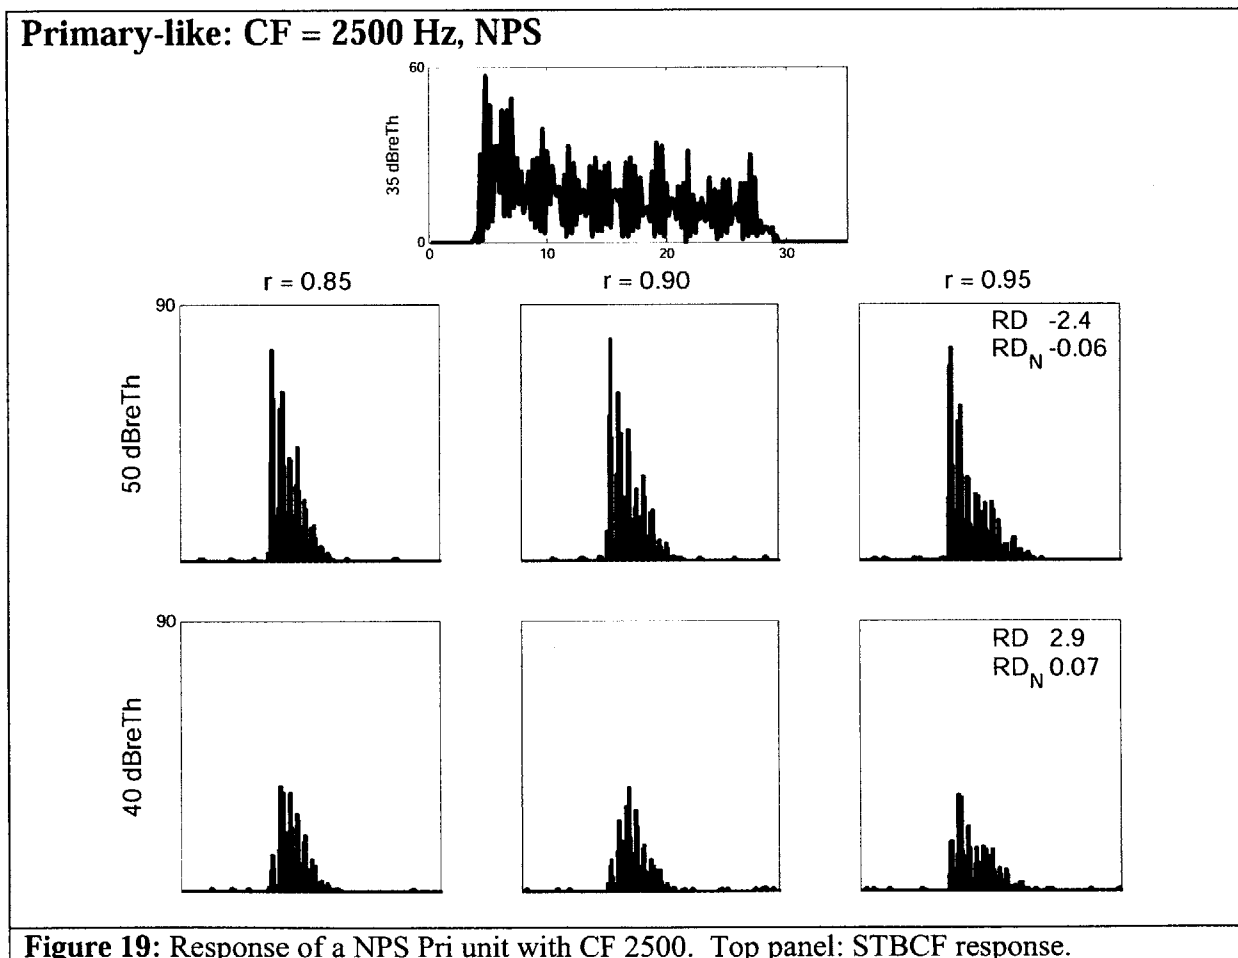 Primary-like: CF = 2500 Hz, NPS
60
35 dBreTh
0
0 10 20 30
r = 0.85 r = 0.90 r = 0.95
90
50 dBreTh
RD -2.4
RD_N -0.06
90
40 dBreTh
RD 2.9
RD_N 0.07
Figure 19: Response of a NPS Pri unit with CF 2500. Top panel: STBCF response.